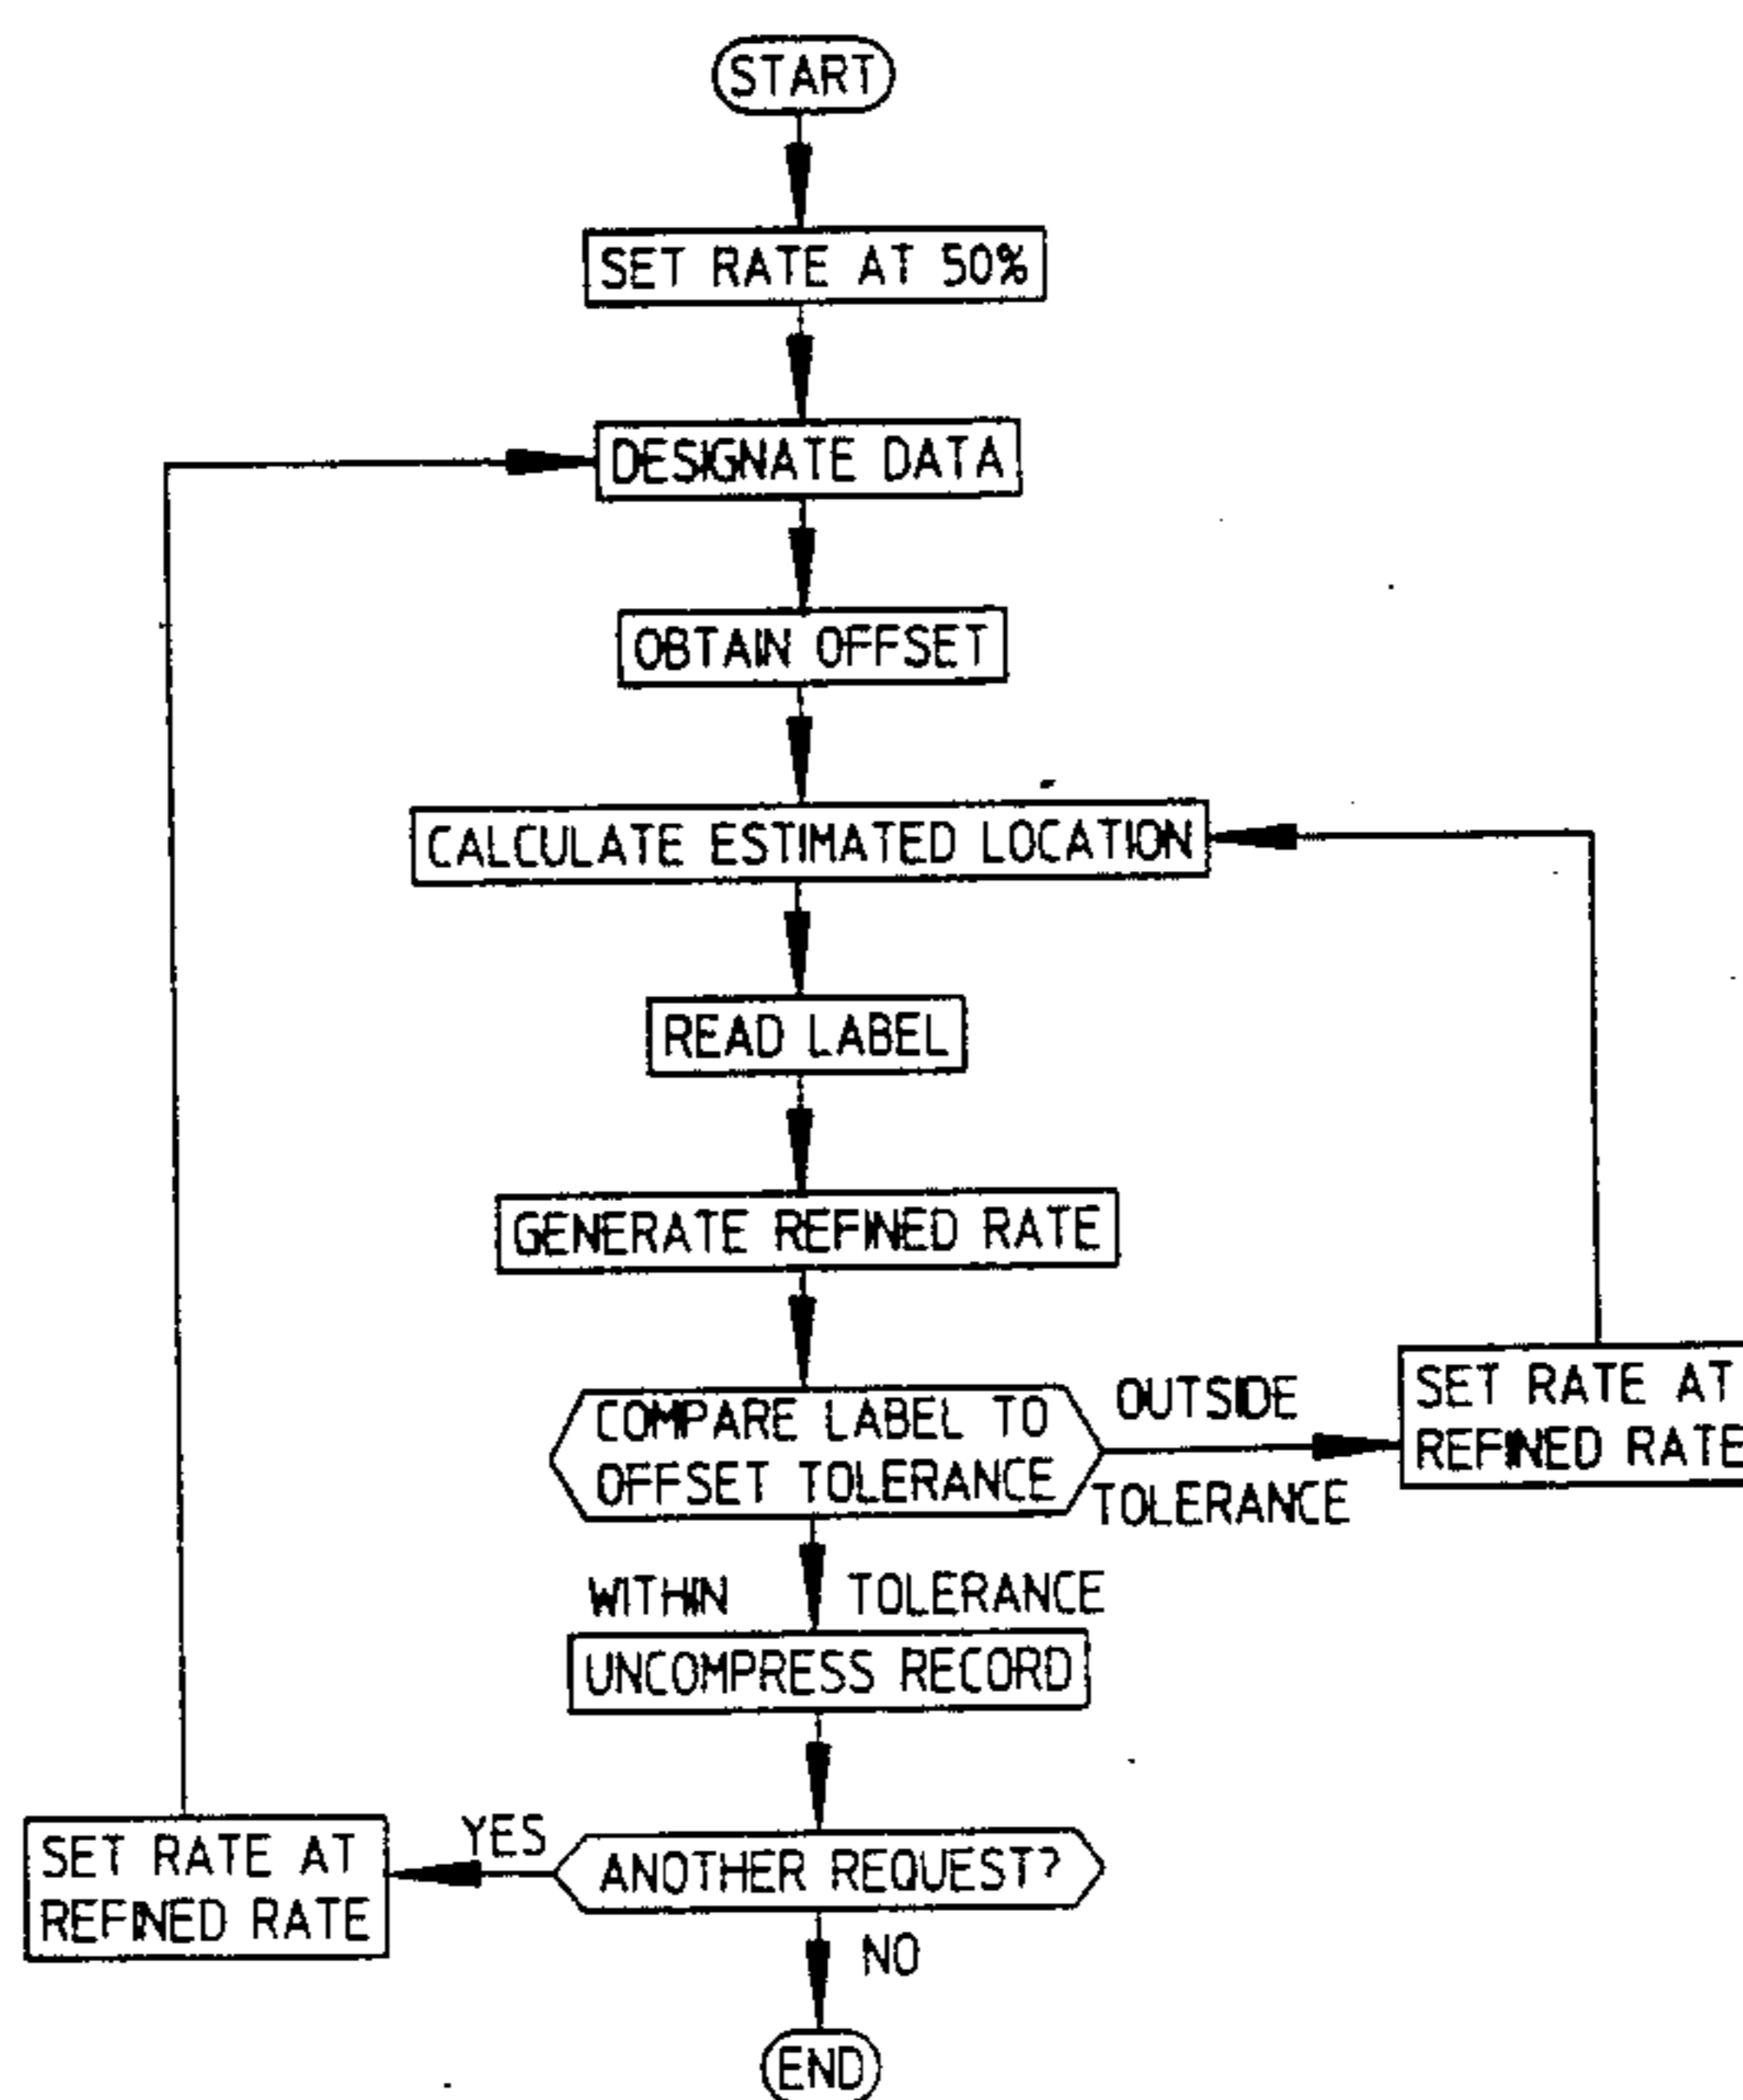 START
SET RATE AT 50%
DESIGNATE DATA
OBTAIN OFFSET
CALCULATE ESTIMATED LOCATION
READ LABEL
GENERATE REFINED RATE
COMPARE LABEL TO
OFFSET TOLERANCE
OUTSIDE
TOLERANCE
SET RATE AT
REFINED RATE
WITHIN TOLERANCE
UNCOMPRESS RECORD
ANOTHER REQUEST?
YES
SET RATE AT
REFINED RATE
NO
END